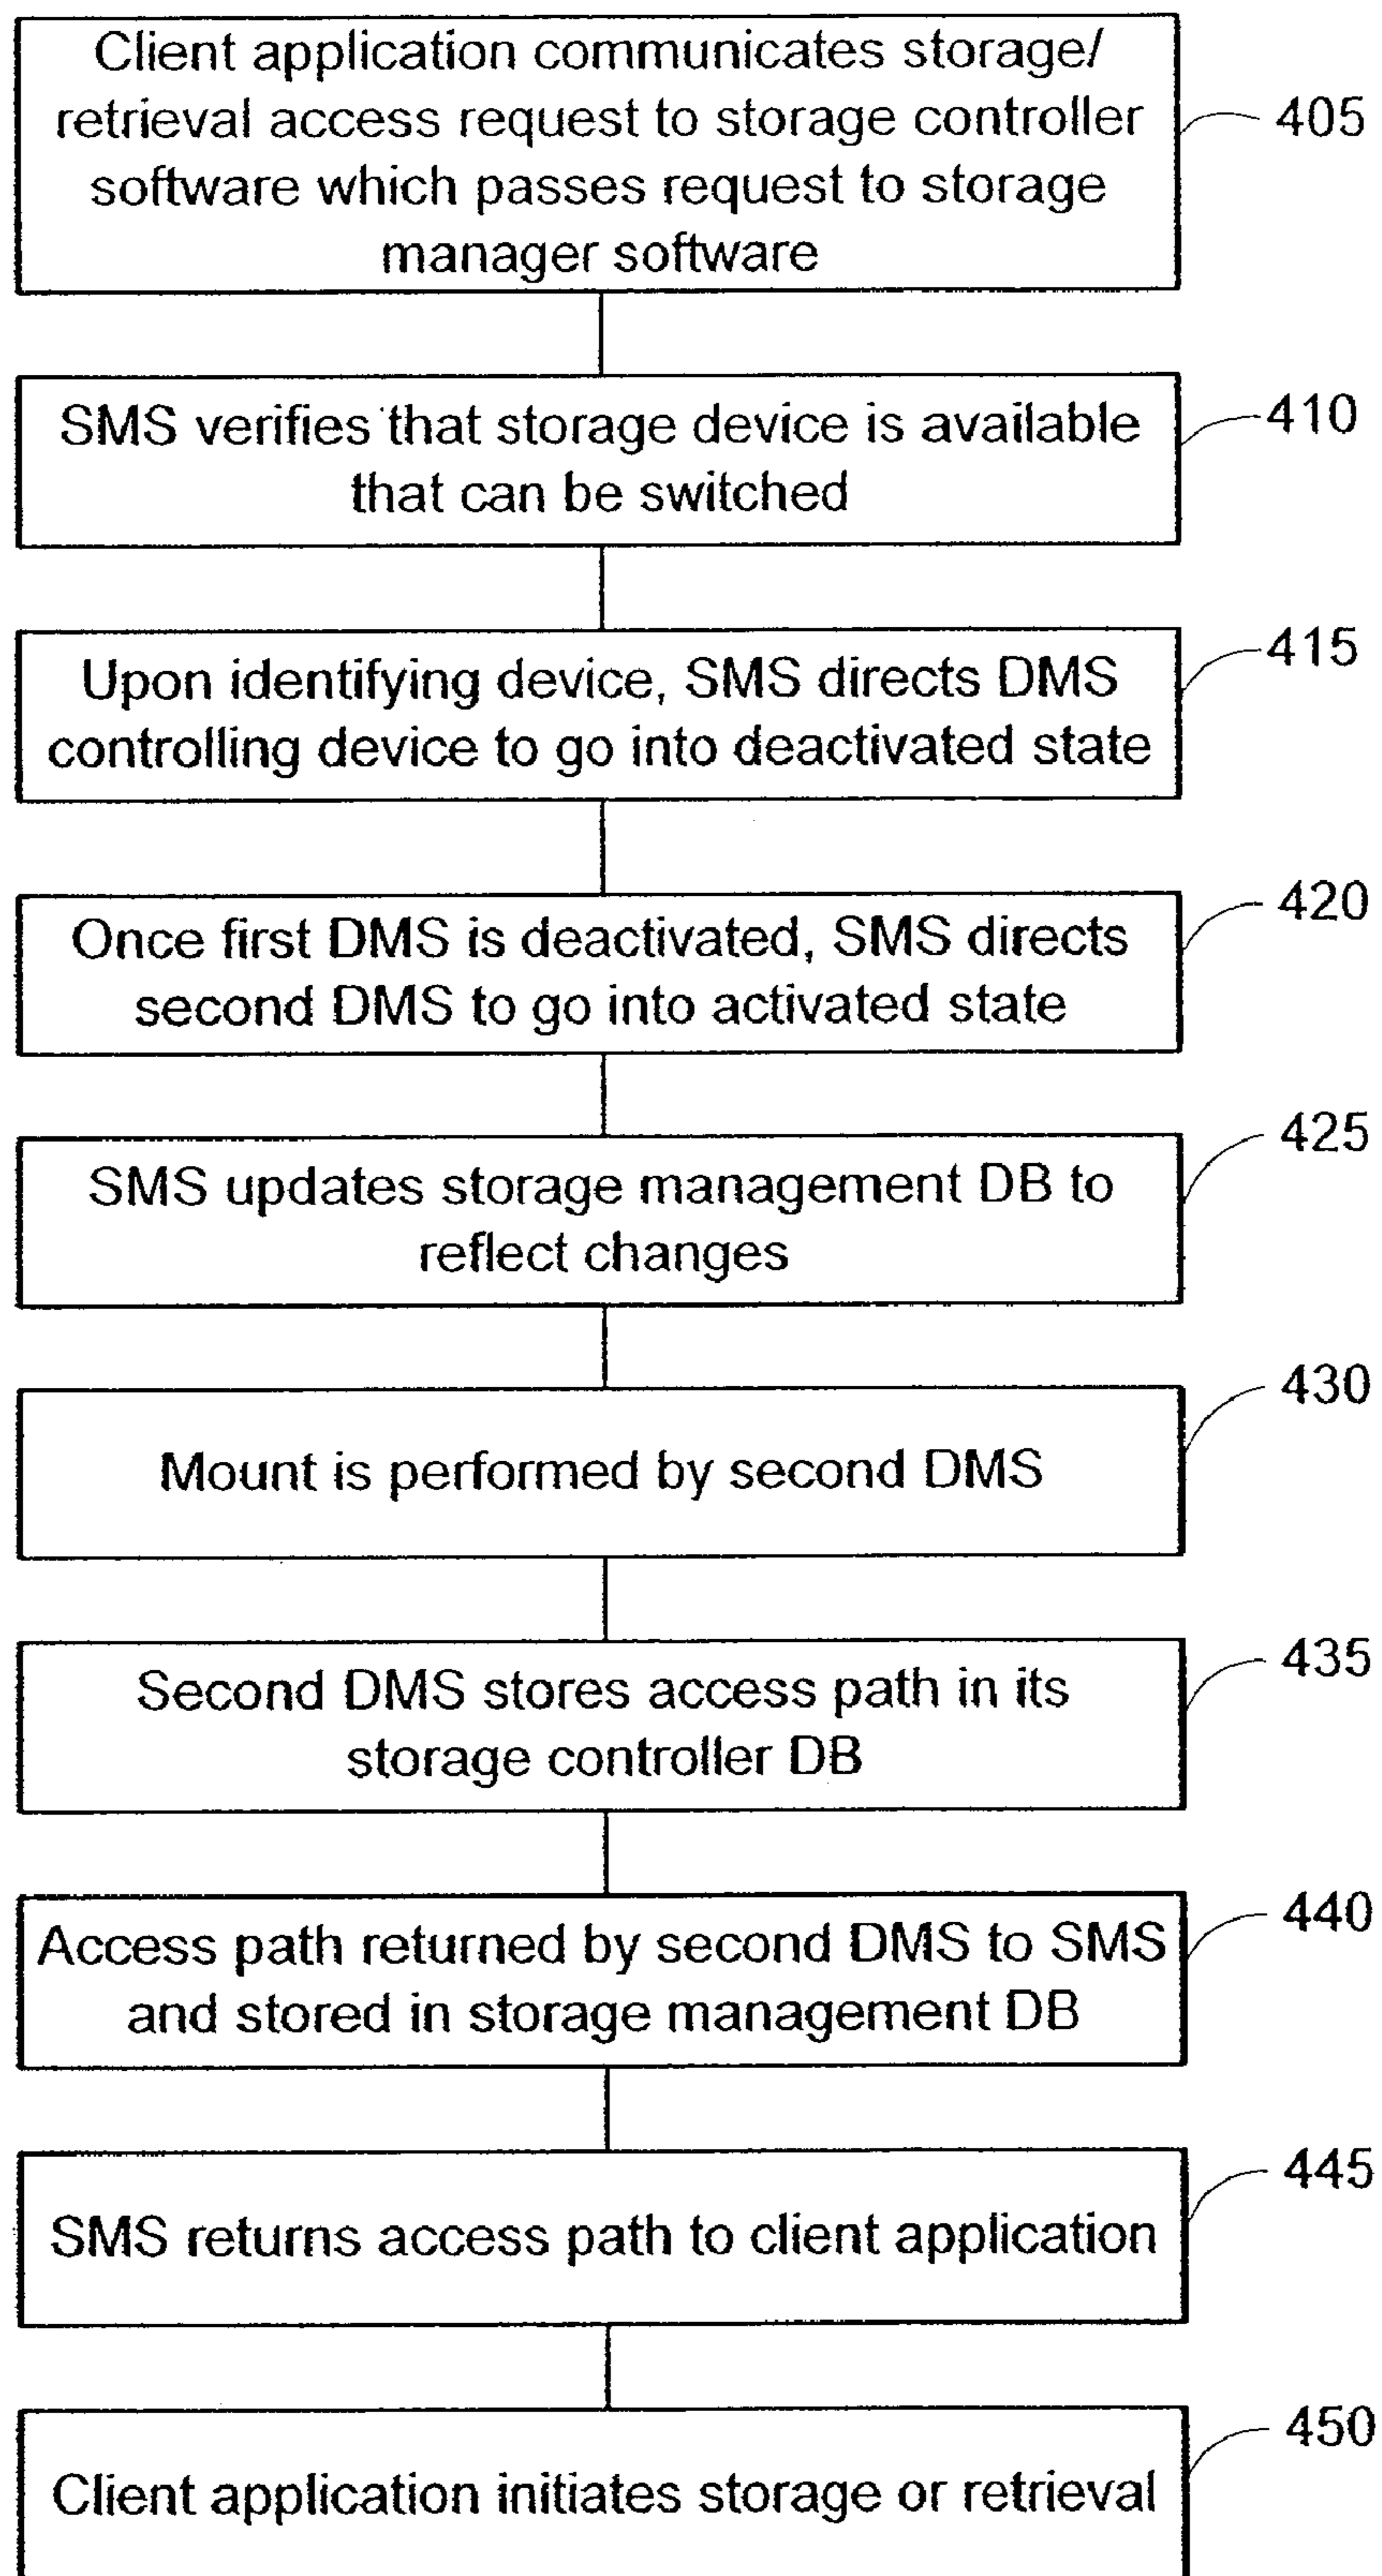 Client application communicates storage/
retrieval access request to storage controller
software which passes request to storage
manager software
405
SMS verifies that storage device is available
that can be switched
410
Upon identifying device, SMS directs DMS
controlling device to go into deactivated state
415
Once first DMS is deactivated, SMS directs
second DMS to go into activated state
420
SMS updates storage management DB to
reflect changes
425
Mount is performed by second DMS
430
Second DMS stores access path in its
storage controller DB
435
Access path returned by second DMS to SMS
and stored in storage management DB
440
SMS returns access path to client application
445
Client application initiates storage or retrieval
450